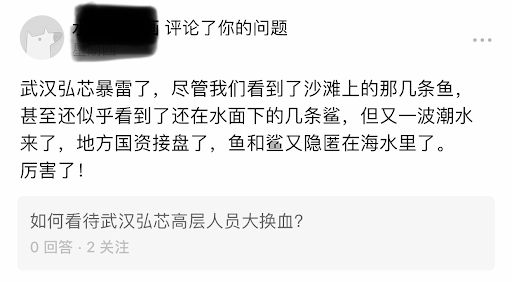 评论了你的问题
武汉弘芯暴雷了，尽管我们看到了沙滩上的那几条鱼，
甚至还似乎看到了还在水面下的几条鲨，但又一波潮水
来了，地方国资接盘了，鱼和鲨又隐匿在海水里了。
厉害了！
如何看待武汉弘芯高层人员大换血？
0 回答 · 2 关注